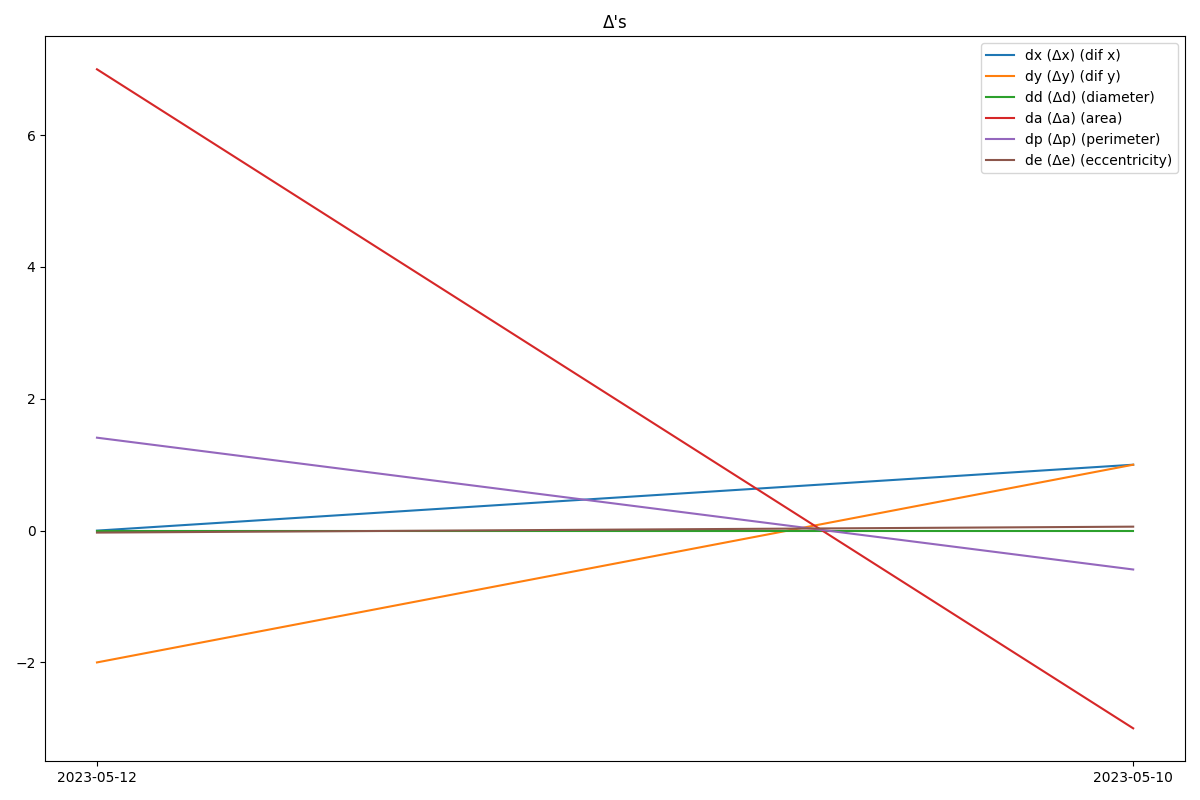 Δ's
dx (Δx) (dif x)
dy (Δy) (dif y)
dd (Δd) (diameter)
da (Δa) (area)
dp (Δp) (perimeter)
de (Δe) (eccentricity)
6
4
2
0
−2
2023-05-12
2023-05-10